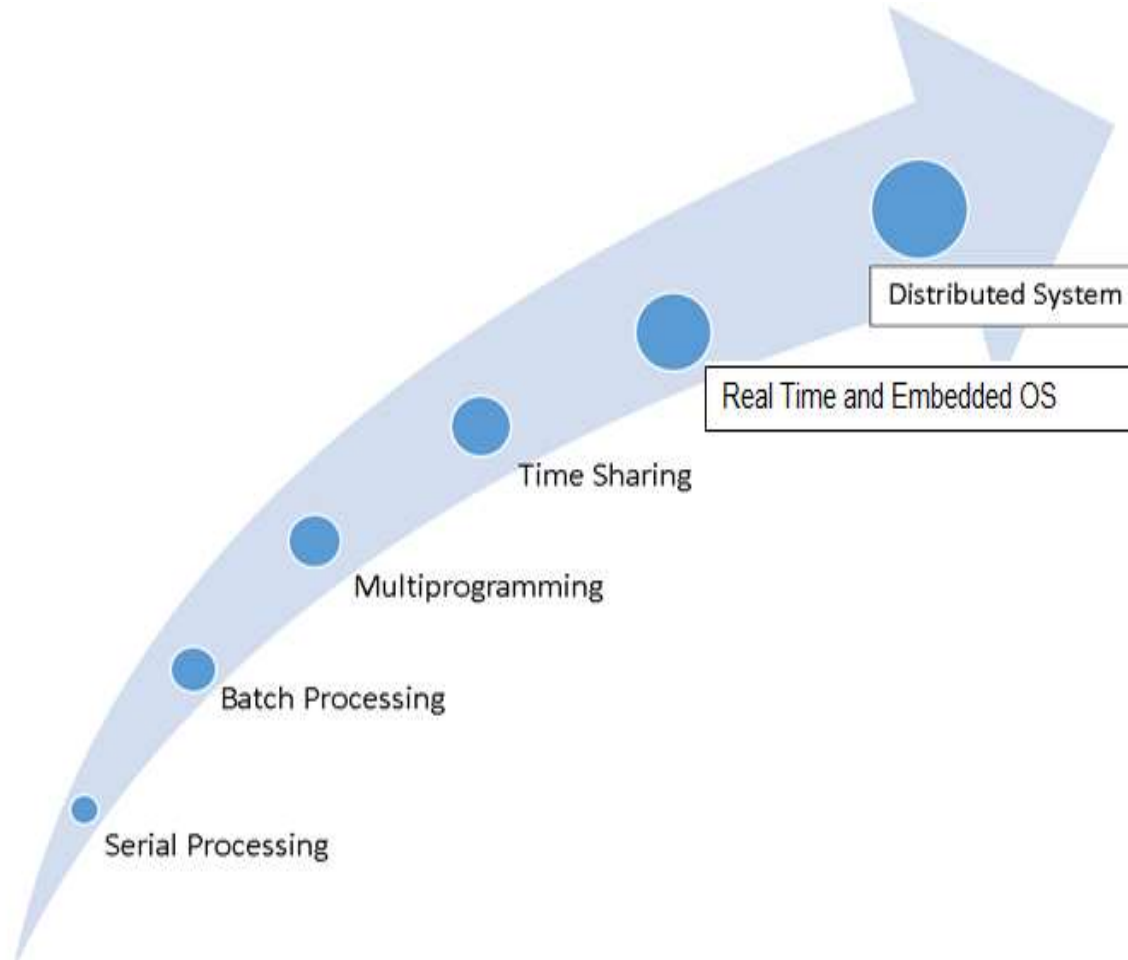 Distributed System
Real Time and Embedded OS
Time Sharing
Multiprogramming
Batch Processing
Serial Processing